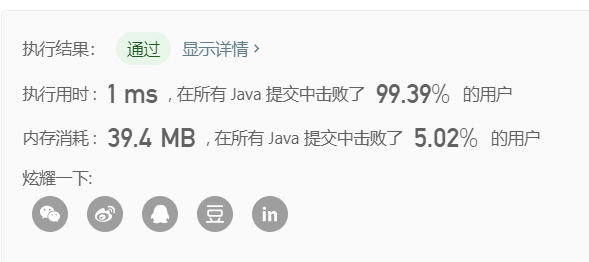 执行结果： 通过 显示详情 ›
执行用时： 1 ms , 在所有 Java 提交中击败了 99.39% 的用户
内存消耗： 39.4 MB , 在所有 Java 提交中击败了 5.02% 的用户
炫耀一下:
豆 in